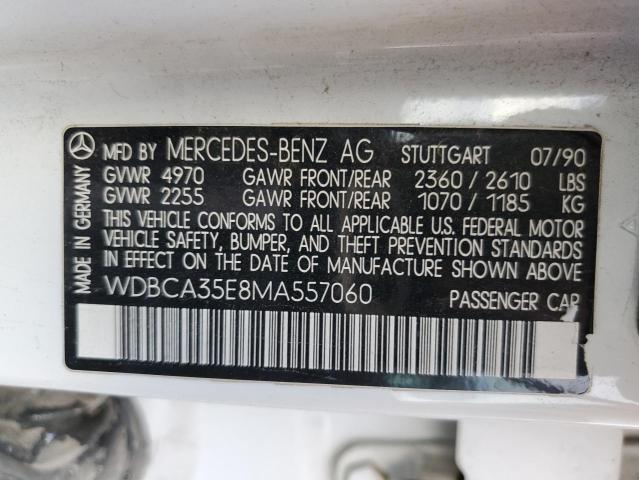 MFD BY MERCEDES-BENZ AG STUTTGART 07/90
GVWR 4970 GAWR FRONT/REAR 2360 / 2610 LBS
GVWR 2255 GAWR FRONT/REAR 1070 / 1185 KG
THIS VEHICLE CONFORMS TO ALL APPLICABLE U.S. FEDERAL MOTOR
VEHICLE SAFETY, BUMPER, AND THEFT PREVENTION STANDARDS
IN EFFECT ON THE DATE OF MANUFACTURE SHOWN ABOVE
WDBCA35E8MA557060 PASSENGER CAR
MADE IN GERMANY